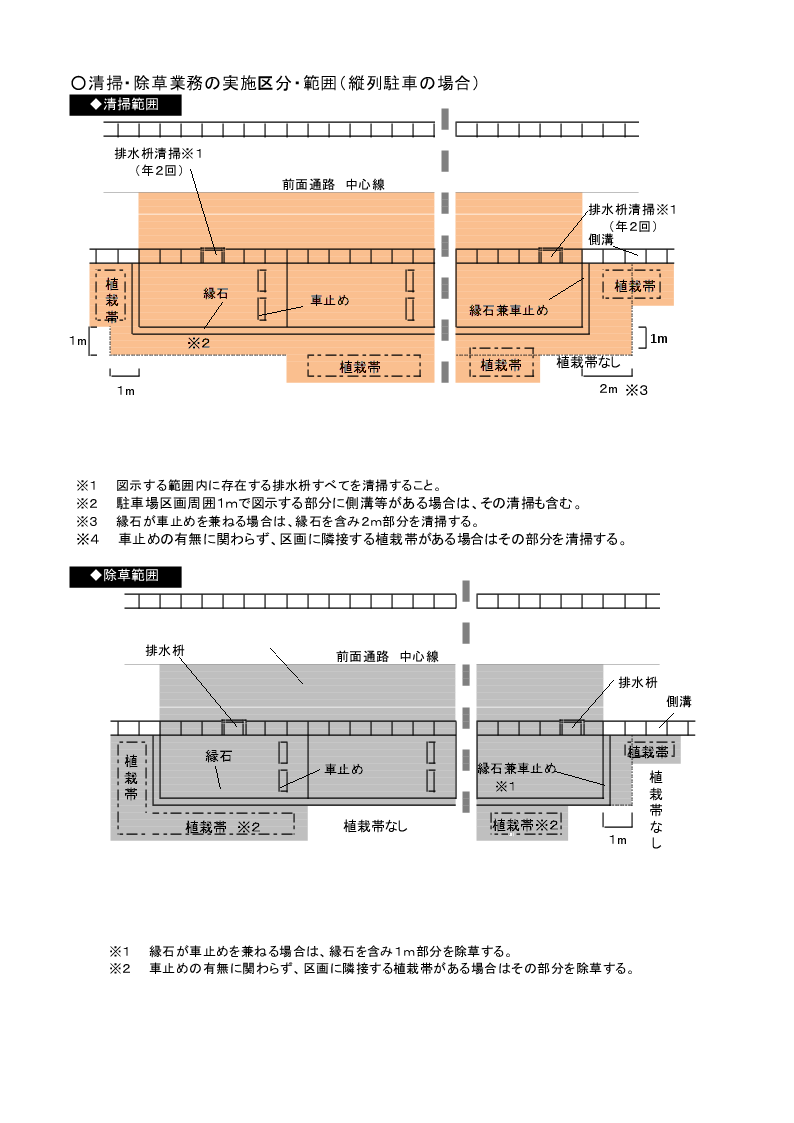 〇清掃・除草業務の実施区分・範囲（縦列駐車の場合）
◆清掃範囲
排水枡清掃※１
（年２回）
前面通路　中心線
排水枡清掃※１
（年２回）
側溝
植栽帯
縁石
車止め
縁石兼車止め
植栽帯
1m
※２
1m
植栽帯
植栽帯
植栽帯なし
1m
2m ※３
※１　図示する範囲内に存在する排水枡すべてを清掃すること。
※２　駐車場区画周囲１ｍで図示する部分に側溝等がある場合は、その清掃も含む。
※３　縁石が車止めを兼ねる場合は、縁石を含み２ｍ部分を清掃する。
※４　車止めの有無に関わらず、区画に隣接する植栽帯がある場合はその部分を清掃する。
◆除草範囲
排水枡
前面通路　中心線
排水枡
側溝
植栽帯
縁石
車止め
縁石兼車止め
※１
植栽帯
植栽帯なし
植栽帯　※２
植栽帯なし
植栽帯※２
1m
※１　縁石が車止めを兼ねる場合は、縁石を含み１ｍ部分を除草する。
※２　車止めの有無に関わらず、区画に隣接する植栽帯がある場合はその部分を除草する。